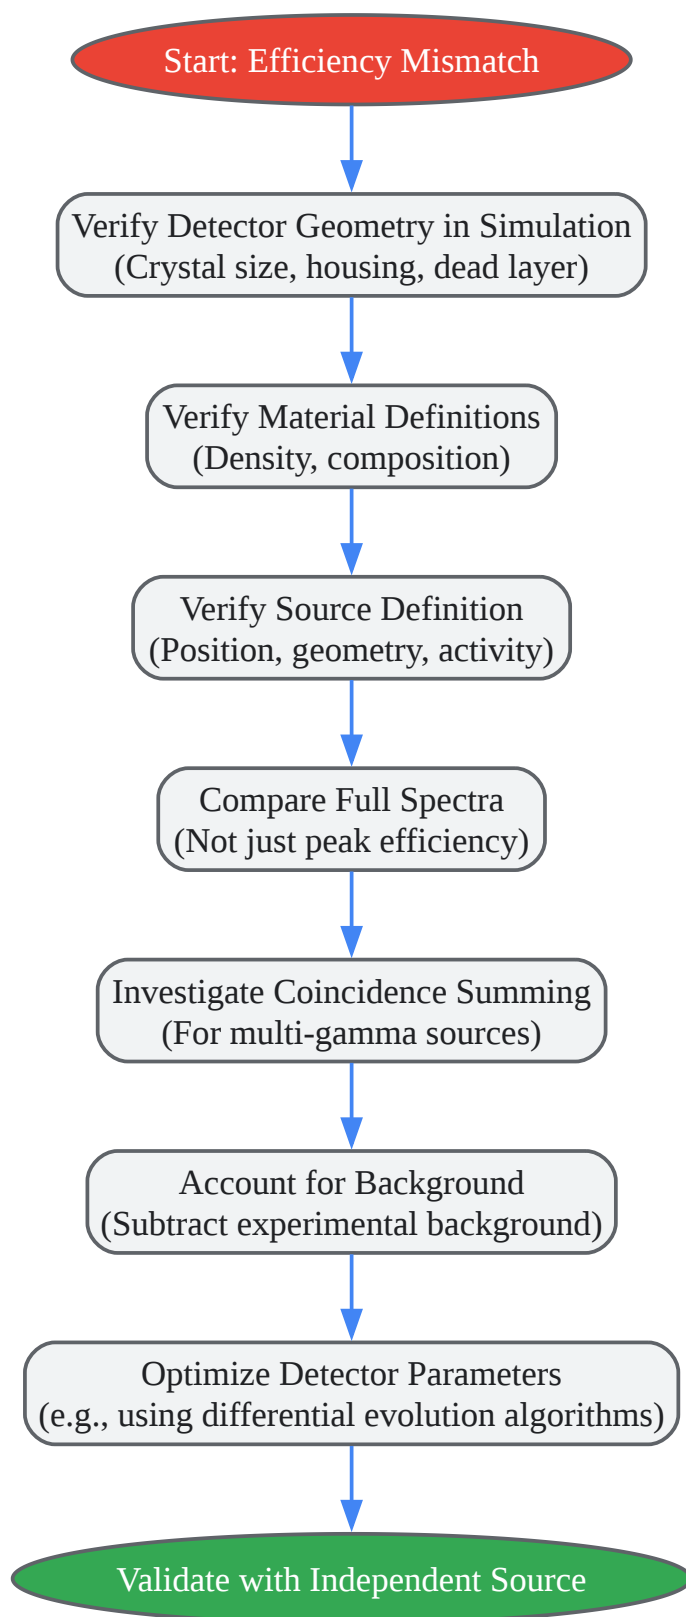 Start: Efficiency Mismatch
Verify Detector Geometry in Simulation
(Crystal size, housing, dead layer)
Verify Material Definitions
(Density, composition)
Verify Source Definition
(Position, geometry, activity)
Compare Full Spectra
(Not just peak efficiency)
Investigate Coincidence Summing
(For multi-gamma sources)
Account for Background
(Subtract experimental background)
Optimize Detector Parameters
(e.g., using differential evolution algorithms)
Validate with Independent Source